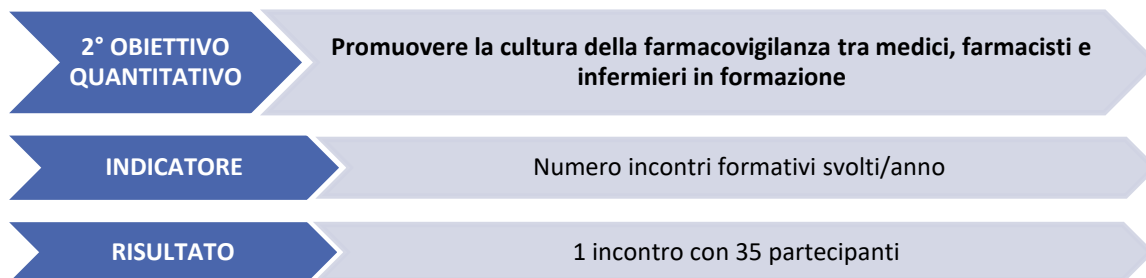 2° OBIETTIVO
QUANTITATIVO
Promuovere la cultura della farmacovigilanza tra medici, farmacisti e
infermieri in formazione
INDICATORE
Numero incontri formativi svolti/anno
RISULTATO
1 incontro con 35 partecipanti